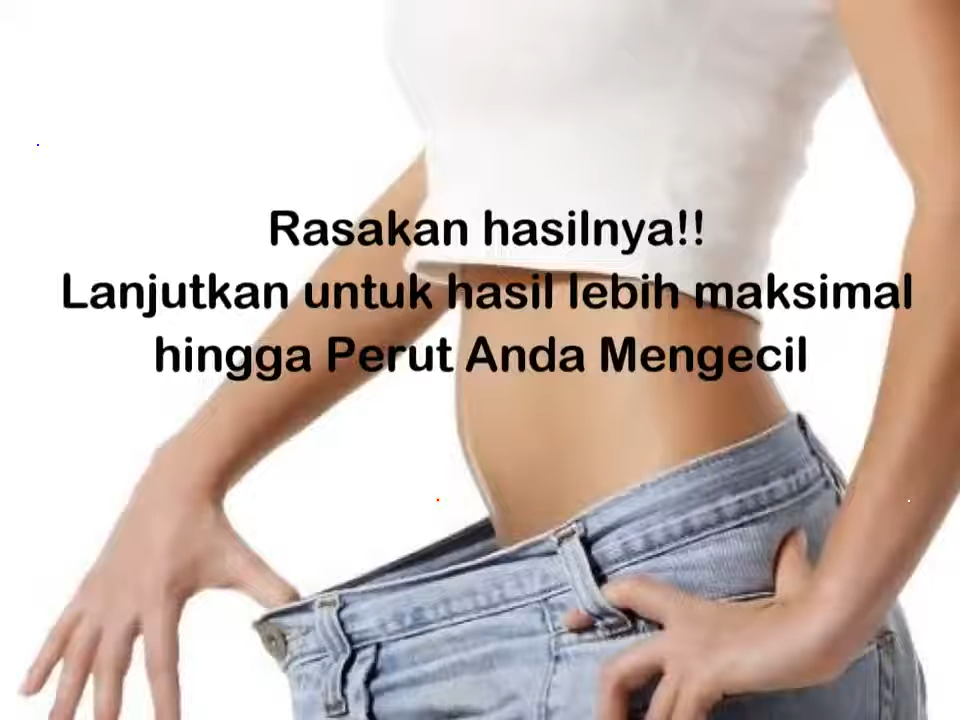 Rasakan hasilnya!!
Lanjutkan untuk hasil lebih maksimal
hingga Perut Anda Mengecil